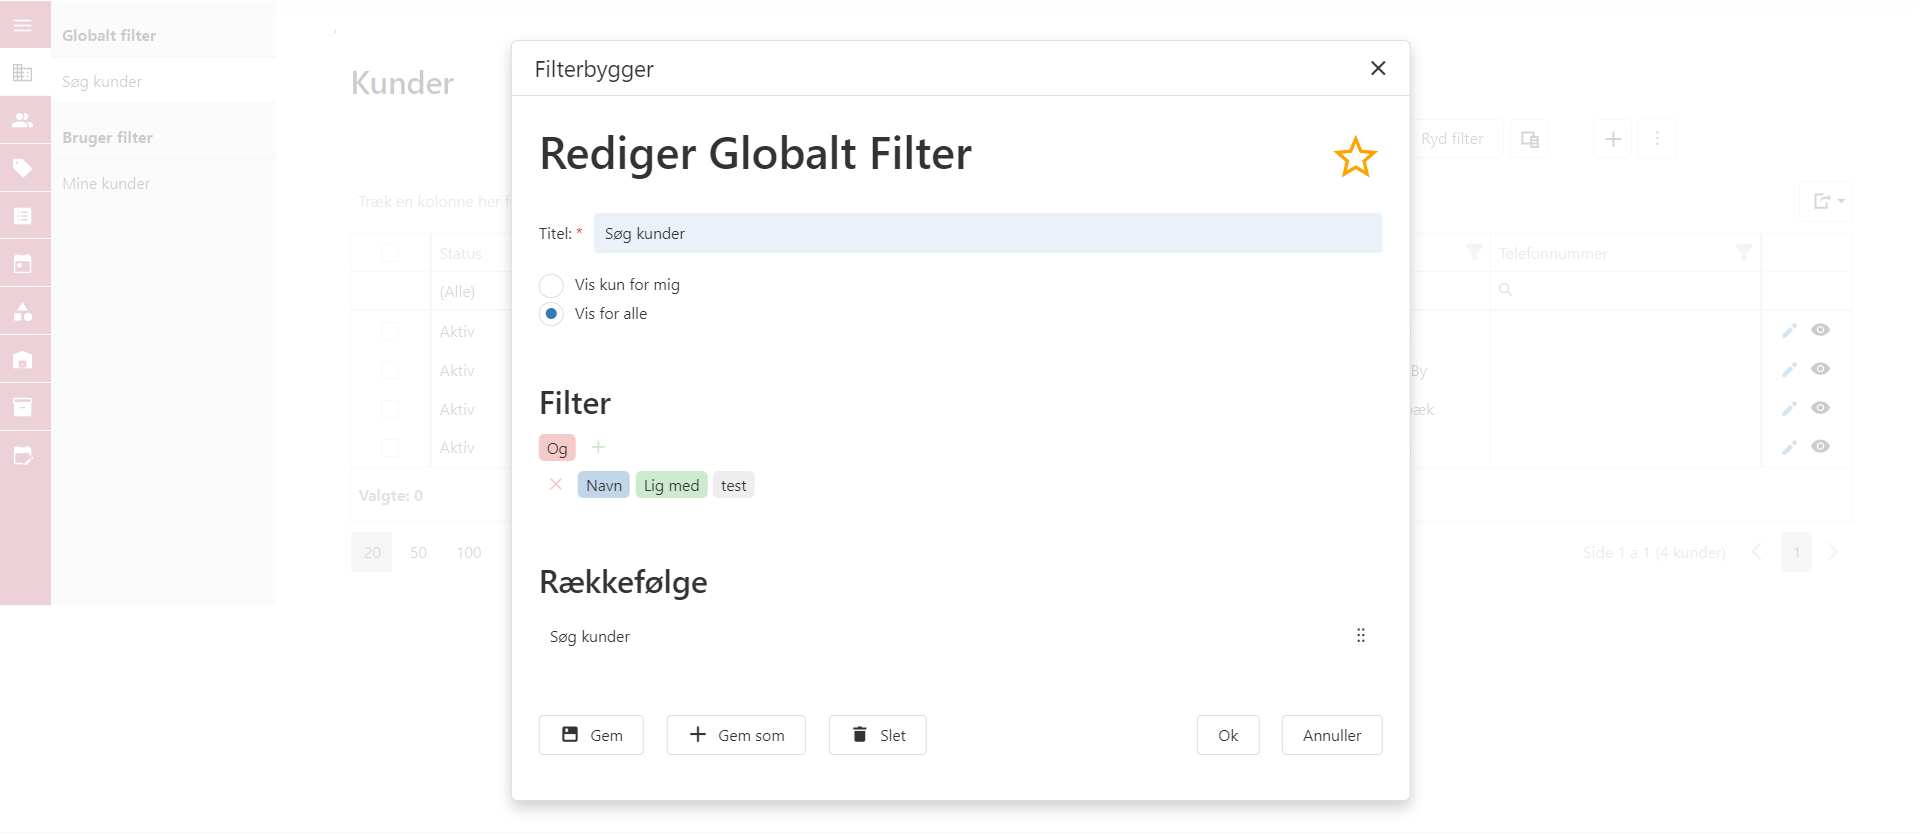 Globalt filter
Søg kunder
Bruger filter
Mine kunder
Kunder
Ryd filter
Træk en kolonne her
Status
Telefonnummer
(Alle)
Aktiv
Aktiv
By
Aktiv
Aktiv
Valgte: 0
20 50 100
Side 1 a 1 (4 kunder)
1
Filterbygger
Rediger Globalt Filter
Titel: * Søg kunder
Vis kun for mig
Vis for alle
Filter
Og
Navn Lig med test
Rækkefølge
Søg kunder
Gem Gem som Slet Ok Annuller